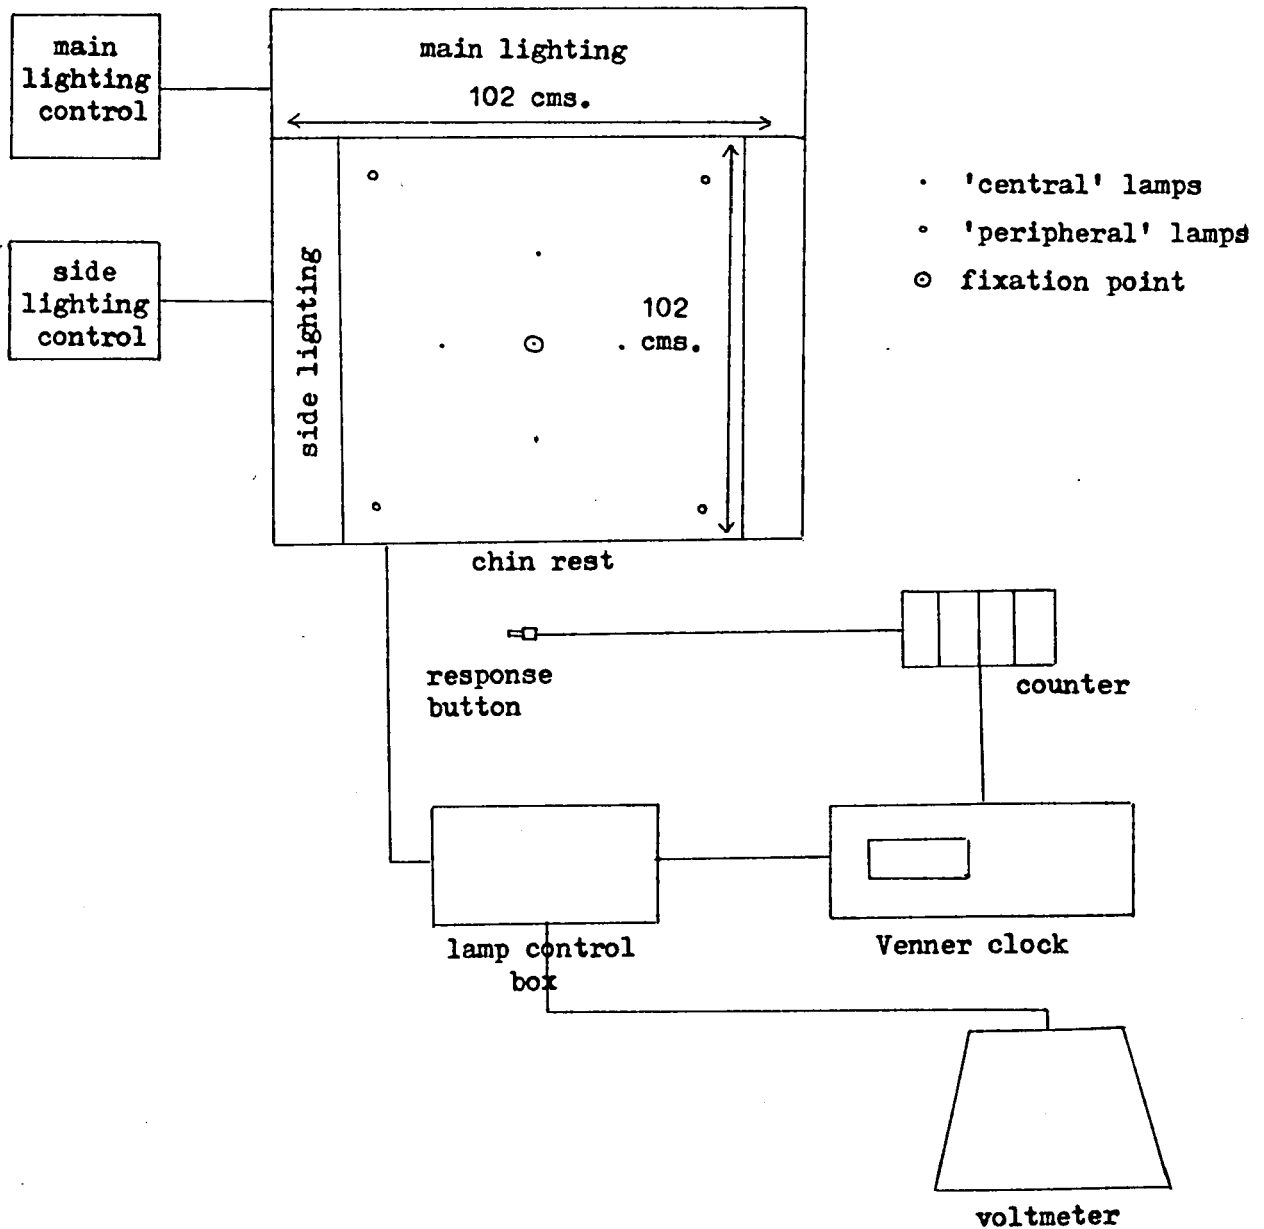 main
lighting
control
main lighting
102 cms.
side
lighting
control
side lighting
102
cms.
'central' lamps
'peripheral' lamps
fixation point
chin rest
response
button
counter
lamp control
box
Venner clock
voltmeter